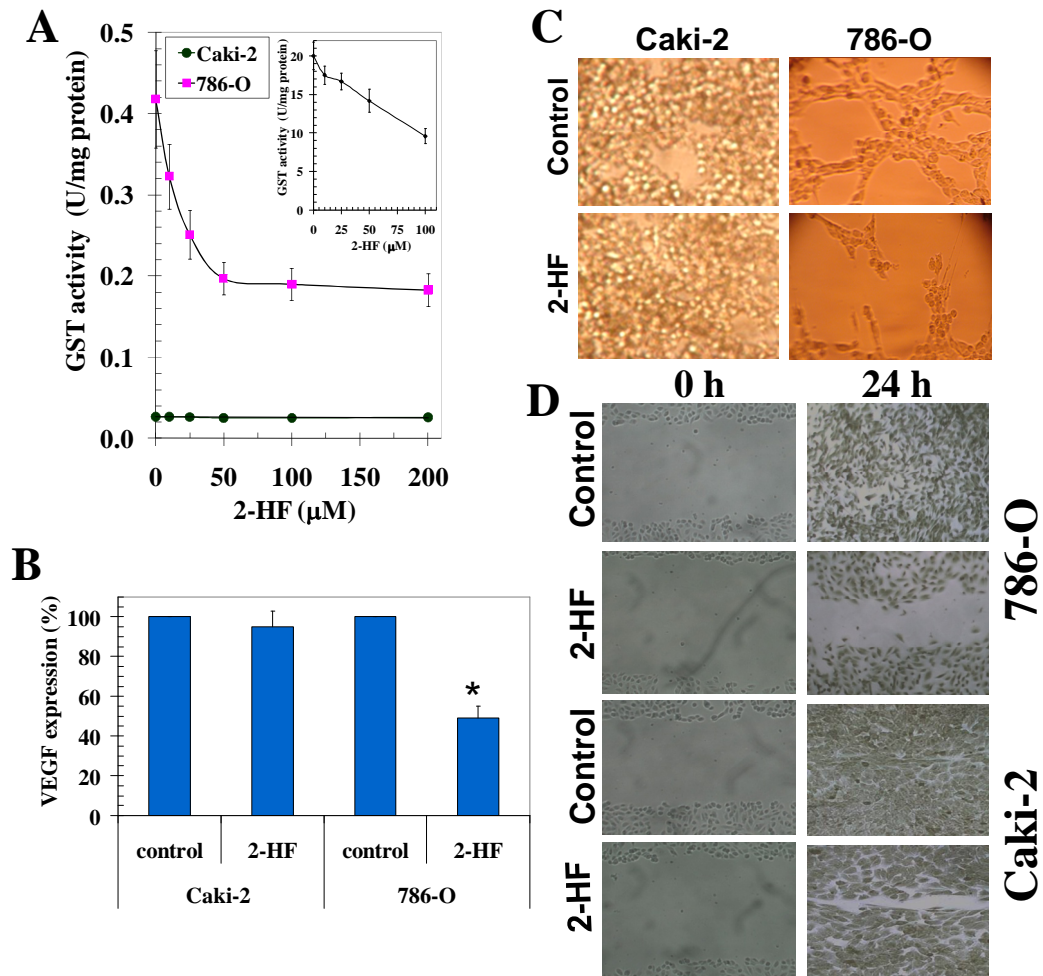 A
GST activity (U/mg protein)
0.5
0.4
0.3
0.2
0.1
0.0
Caki-2
786-O
0 50 100 150 200
2-HF (μM)
GST activity (U/mg protein)
20
15
10
5
0
0 25 50 75 100
2-HF (μM)
B
VEGF expression (%)
100
80
60
40
20
0
*
control 2-HF control 2-HF
Caki-2 786-O
C
Caki-2 786-O
Control
2-HF
D
0 h 24 h
Control
2-HF
786-O
Control
2-HF
Caki-2